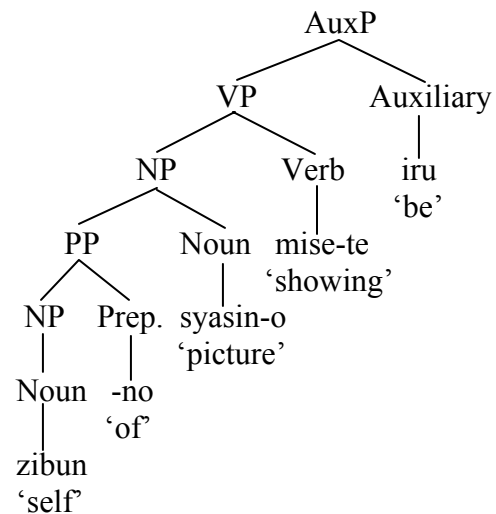 AuxP
VP Auxiliary
NP Verb iru
‘be’
PP Noun mise-te
‘showing’
NP Prep. syasin-o
‘picture’
Noun -no
‘of’
zibun
‘self’